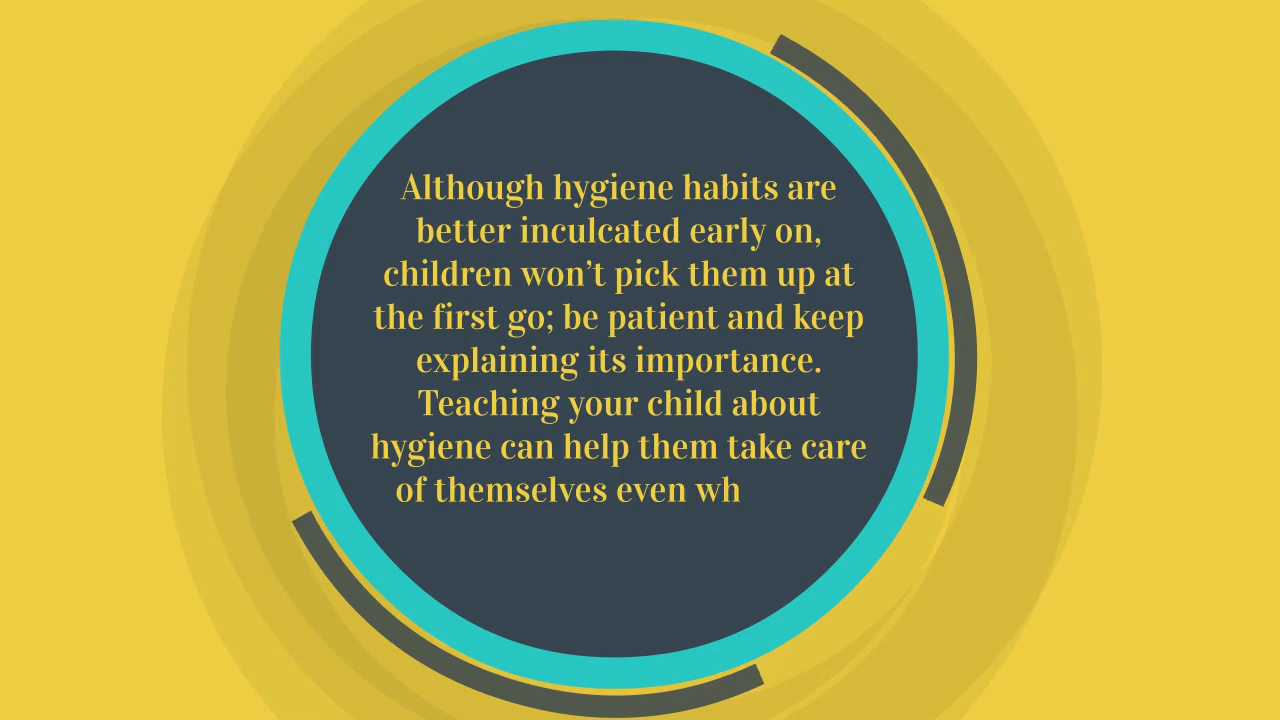 Although hygiene habits are
better inculcated early on,
children won’t pick them up at
the first go; be patient and keep
explaining its importance.
Teaching your child about
hygiene can help them take care
of themselves even wh